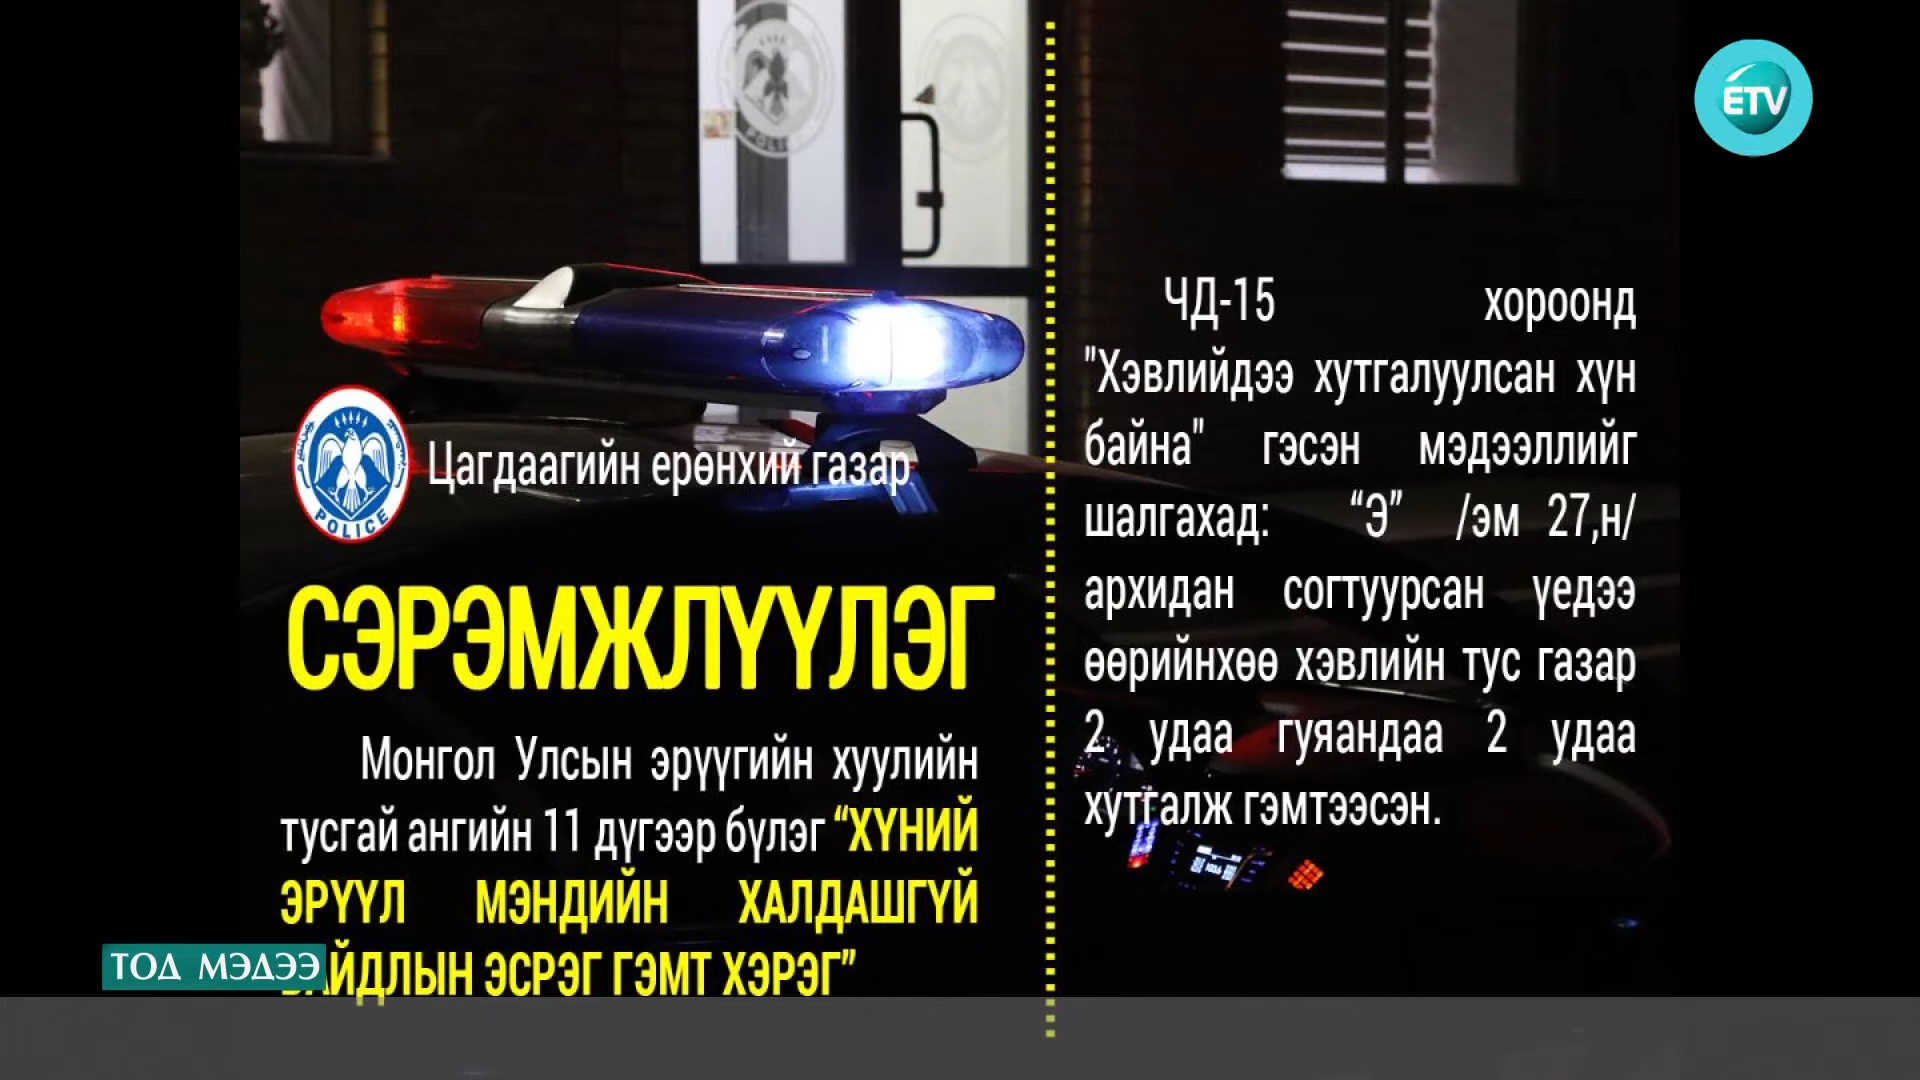 ETV
POLICE
Цагдаагийн ерөнхий газар
СЭРЭМЖЛҮҮЛЭГ
Монгол Улсын эрүүгийн хуулийн
тусгай ангийн 11 дүгээр бүлэг “ХҮНИЙ
ЭРҮҮЛ МЭНДИЙН ХАЛДАШГҮЙ
БАЙДЛЫН ЭСРЭГ ГЭМТ ХЭРЭГ”
ТОД МЭДЭЭ
ЧД-15 хороонд
"Хэвлийдээ хутгалуулсан хүн
байна" гэсэн мэдээллийг
шалгахад: “Э” /эм 27,н/
архидан согтуурсан үедээ
өөрийнхөө хэвлийн тус газар
2 удаа гуяандаа 2 удаа
хутгалж гэмтээсэн.